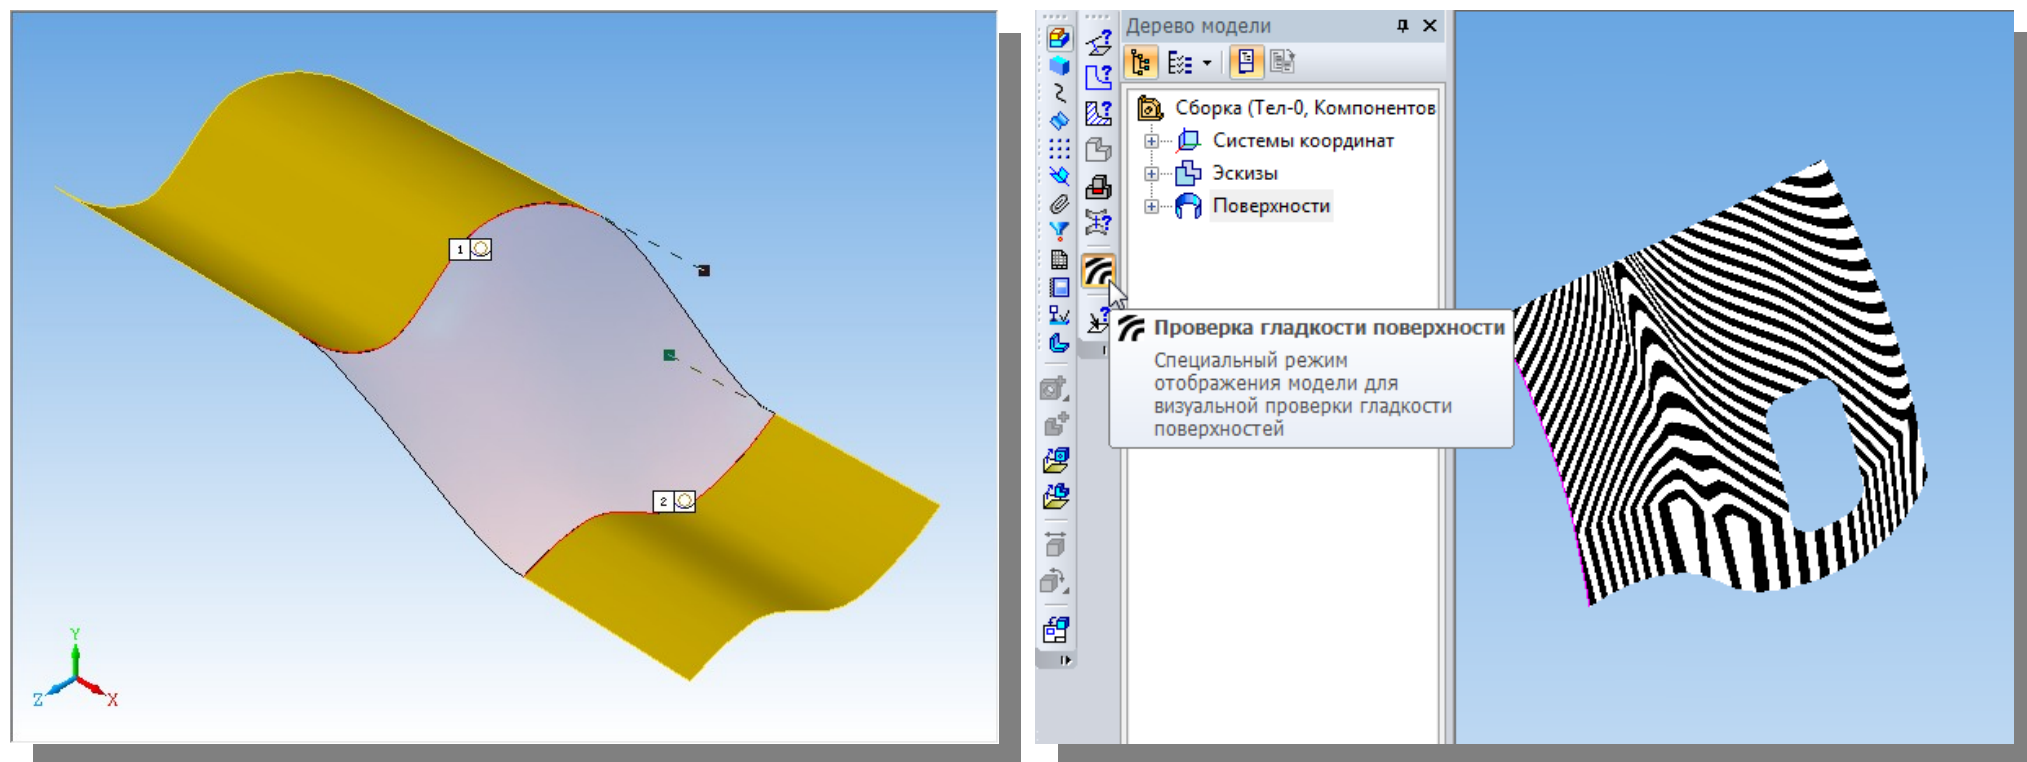 1
2
Y
Z
X
Дерево модели
Сборка (Тел-0, Компонентов
Системы координат
Эскизы
Поверхности
Проверка гладкости поверхности
Специальный режим
отображения модели для
визуальной проверки гладкости
поверхностей